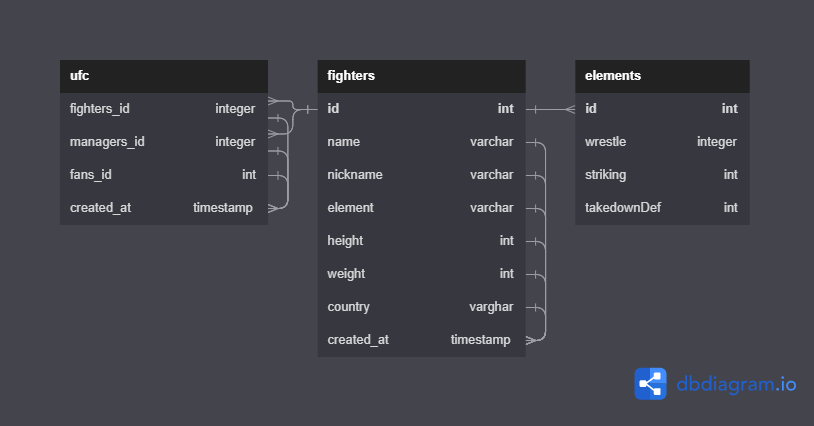 ufc
fighters_id integer
managers_id integer
fans_id int
created_at timestamp
fighters
id int
name varchar
nickname varchar
element varchar
height int
weight int
country varghar
created_at timestamp
elements
id int
wrestle integer
striking int
takedownDef int
dbdiagram.io